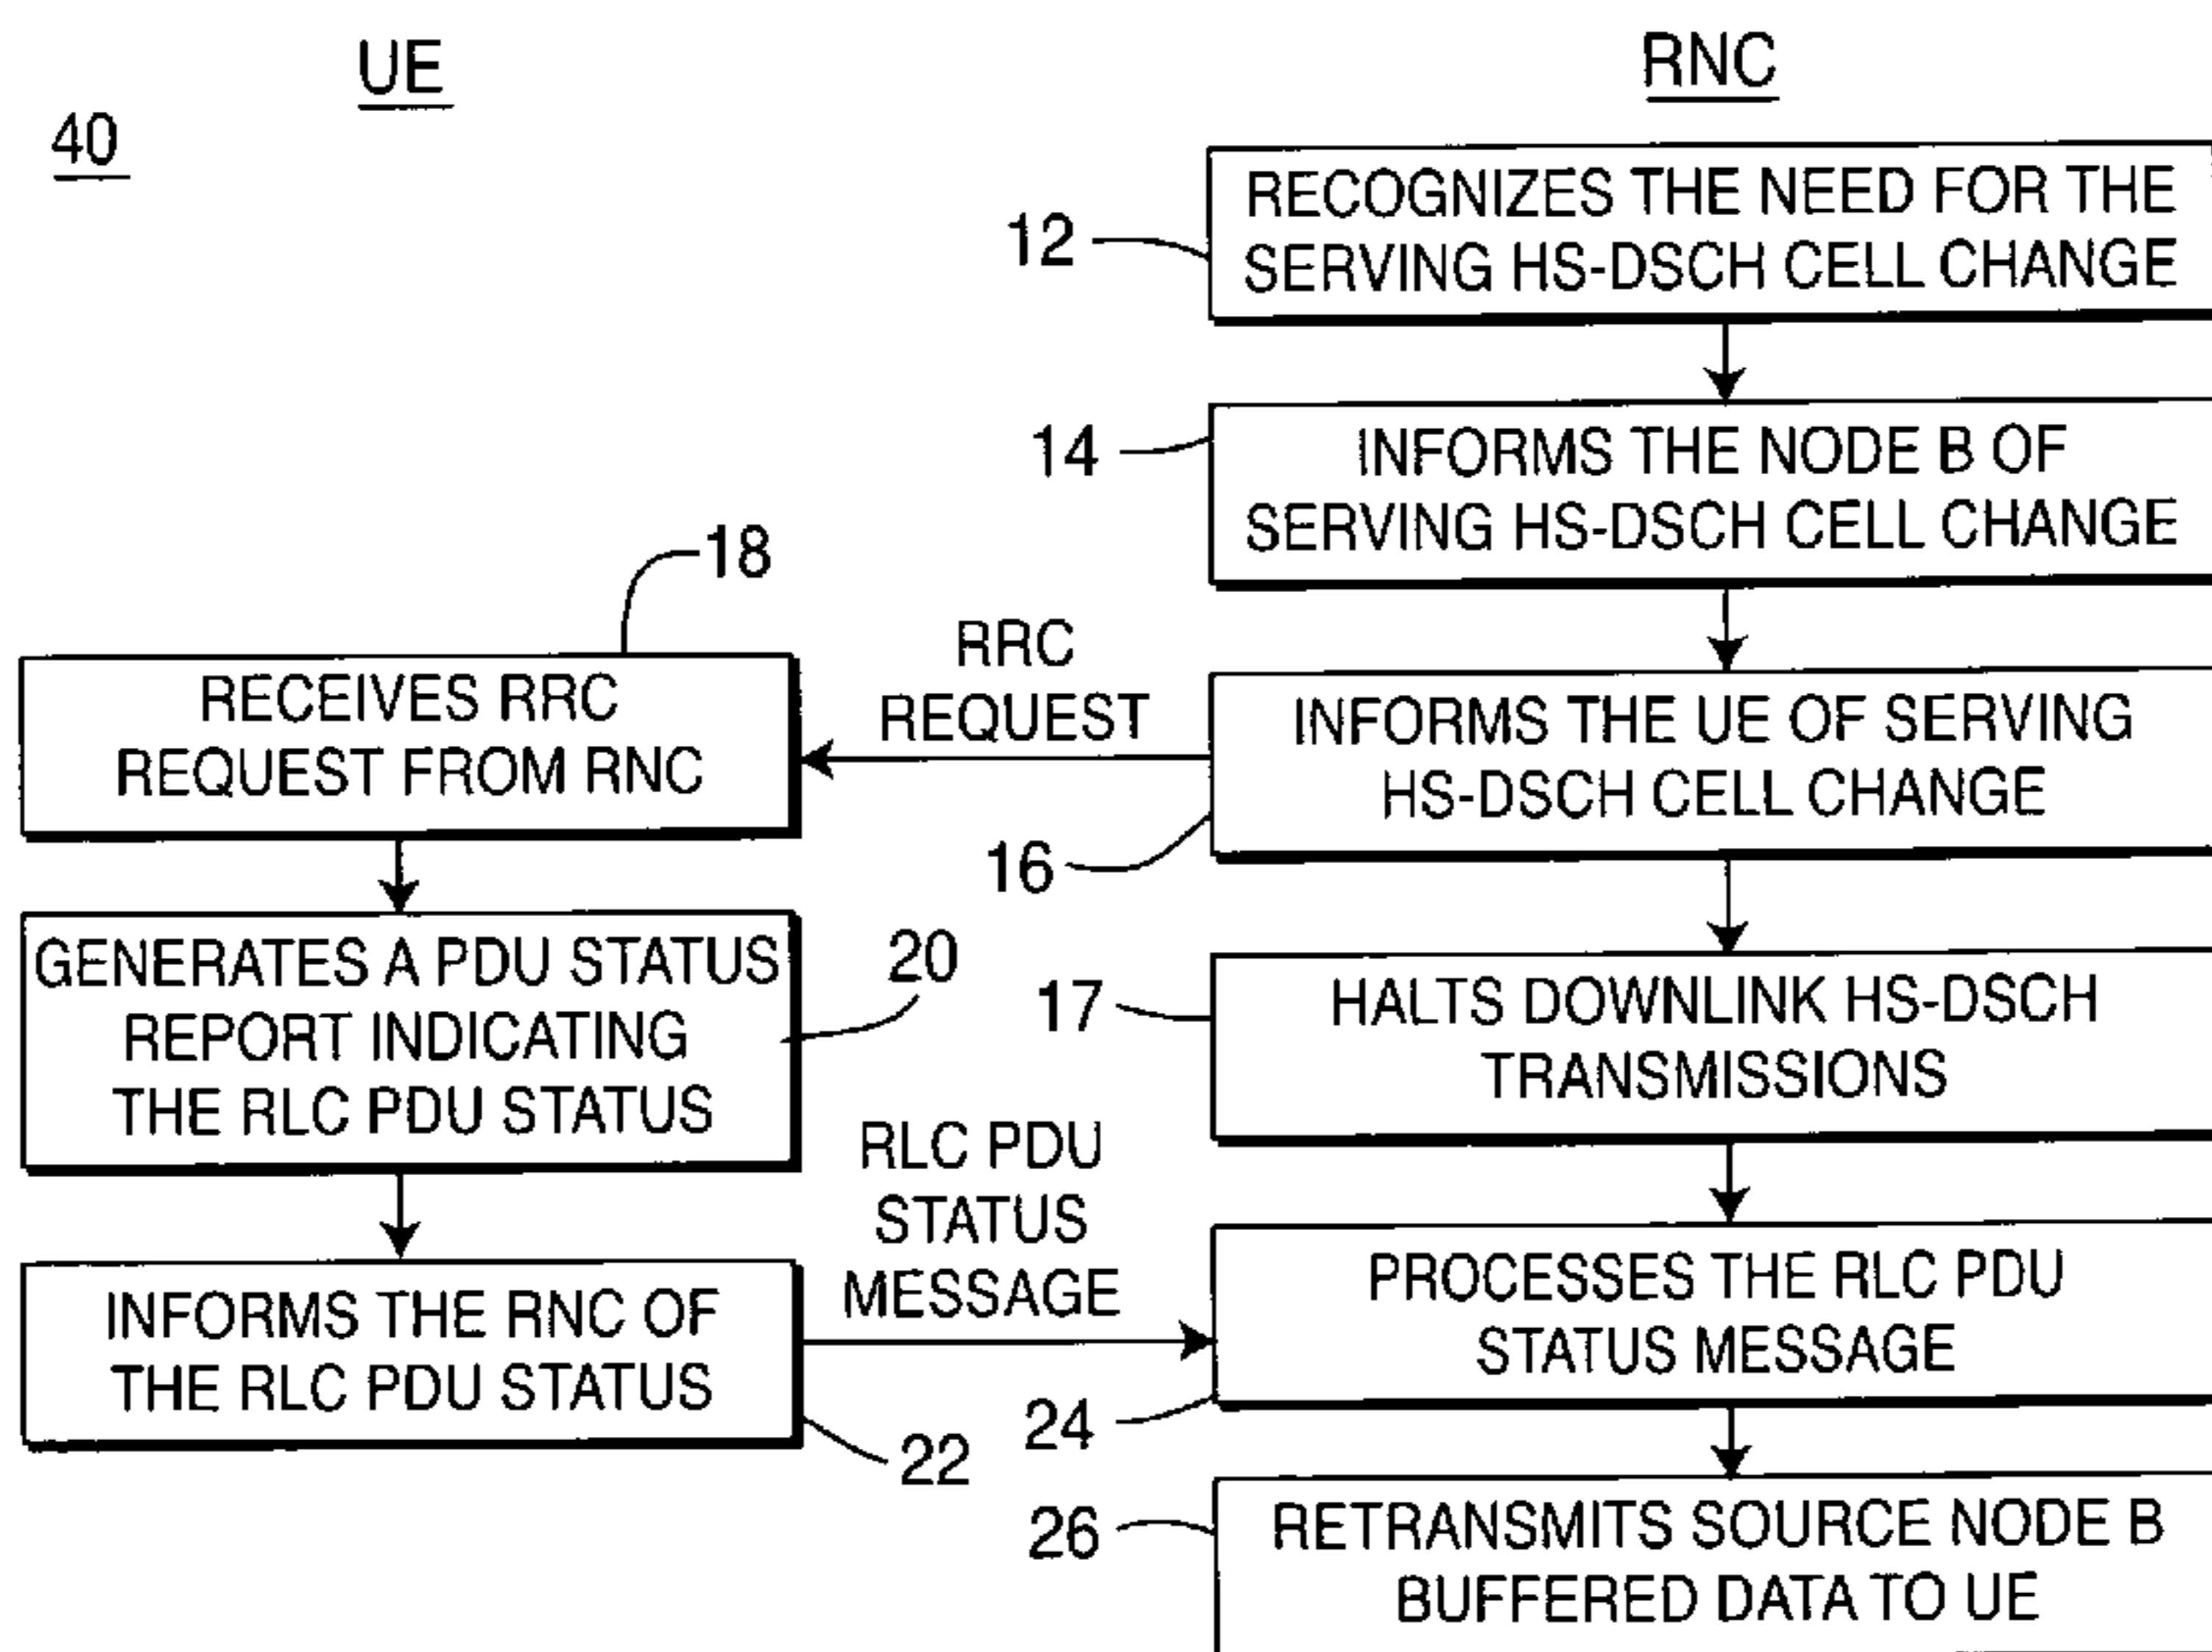 UE
RNC
40
12
RECOGNIZES THE NEED FOR THE
SERVING HS-DSCH CELL CHANGE
14
INFORMS THE NODE B OF
SERVING HS-DSCH CELL CHANGE
18
RECEIVES RRC
REQUEST FROM RNC
RRC
REQUEST
INFORMS THE UE OF SERVING
HS-DSCH CELL CHANGE
16
GENERATES A PDU STATUS
REPORT INDICATING
THE RLC PDU STATUS
20
17
HALTS DOWNLINK HS-DSCH
TRANSMISSIONS
INFORMS THE RNC OF
THE RLC PDU STATUS
22
RLC PDU
STATUS
MESSAGE
PROCESSES THE RLC PDU
STATUS MESSAGE
24
26
RETRANSMITS SOURCE NODE B
BUFFERED DATA TO UE